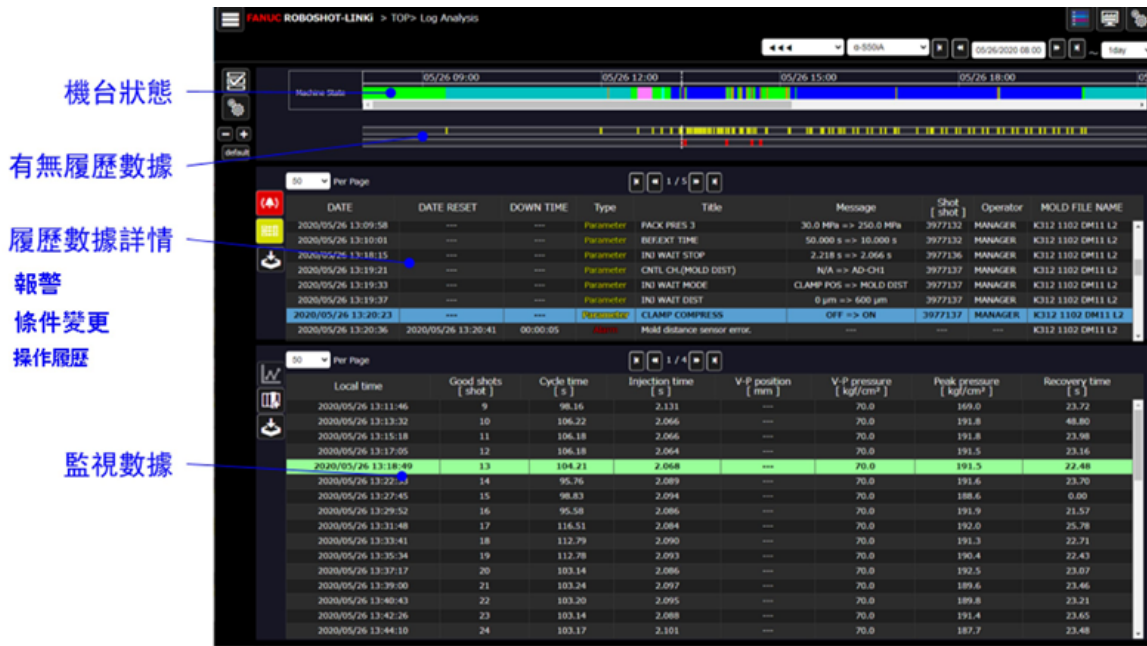 FANUC ROBOSHOT-LINKi > TOP> Log Analysis
◄◄◄ α-S50iA 05/26/2020 08:00 ~ 1day
05/26 09:00 05/26 12:00 05/26 15:00 05/26 18:00
機台狀態
Machine State
default
有無履歷數據
50 Per Page 1 / 5
DATE DATE RESET DOWN TIME Type Title Message Shot [ shot ] Operator MOLD FILE NAME
2020/05/26 13:09:58 --- --- Parameter PACK PRES 3 30.0 MPa => 250.0 MPa 3977132 MANAGER K312 1102 DM11 L2
2020/05/26 13:10:01 --- --- Parameter BEF.EXT TIME 50.000 s => 10.000 s 3977132 MANAGER K312 1102 DM11 L2
履歷數據詳情
2020/05/26 13:18:15 --- --- Parameter INJ WAIT STOP 2.218 s => 2.066 s 3977136 MANAGER K312 1102 DM11 L2
2020/05/26 13:19:21 --- --- Parameter CNTL CH.(MOLD DIST) N/A => AD-CH1 3977137 MANAGER K312 1102 DM11 L2
報警
2020/05/26 13:19:33 --- --- Parameter INJ WAIT MODE CLAMP POS => MOLD DIST 3977137 MANAGER K312 1102 DM11 L2
2020/05/26 13:19:37 --- --- Parameter INJ WAIT DIST 0 μm => 600 μm 3977137 MANAGER K312 1102 DM11 L2
條件變更
2020/05/26 13:20:23 --- --- Parameter CLAMP COMPRESS OFF => ON 3977137 MANAGER K312 1102 DM11 L2
2020/05/26 13:20:36 2020/05/26 13:20:41 00:00:05 Alarm Mold distance sensor error. --- --- K312 1102 DM11 L2
操作履歷
50 Per Page 1 / 4
Local time Good shots [ shot ] Cycle time [ s ] Injection time [ s ] V-P position [ mm ] V-P pressure [ kgf/cm² ] Peak pressure [ kgf/cm² ] Recovery time [ s ]
2020/05/26 13:11:46 9 98.16 2.131 --- 70.0 169.0 23.72
2020/05/26 13:13:32 10 106.22 2.066 --- 70.0 191.8 48.80
2020/05/26 13:15:18 11 106.18 2.066 --- 70.0 191.8 23.98
2020/05/26 13:17:05 12 106.18 2.064 --- 70.0 191.5 23.16
監視數據
2020/05/26 13:18:49 13 104.21 2.068 --- 70.0 191.5 22.48
2020/05/26 13:22: 14 95.76 2.089 --- 70.0 191.6 23.70
2020/05/26 13:27:45 15 98.83 2.094 --- 70.0 188.6 0.00
2020/05/26 13:29:52 16 95.58 2.086 --- 70.0 191.9 21.57
2020/05/26 13:31:48 17 116.51 2.084 --- 70.0 192.0 25.78
2020/05/26 13:33:41 18 112.79 2.090 --- 70.0 191.3 22.71
2020/05/26 13:35:34 19 112.78 2.093 --- 70.0 190.4 22.43
2020/05/26 13:37:17 20 103.14 2.086 --- 70.0 192.5 23.07
2020/05/26 13:39:00 21 103.24 2.097 --- 70.0 189.6 23.46
2020/05/26 13:40:43 22 103.20 2.095 --- 70.0 189.8 23.21
2020/05/26 13:42:26 23 103.14 2.088 --- 70.0 191.4 23.65
2020/05/26 13:44:10 24 103.17 2.101 --- 70.0 187.7 23.48